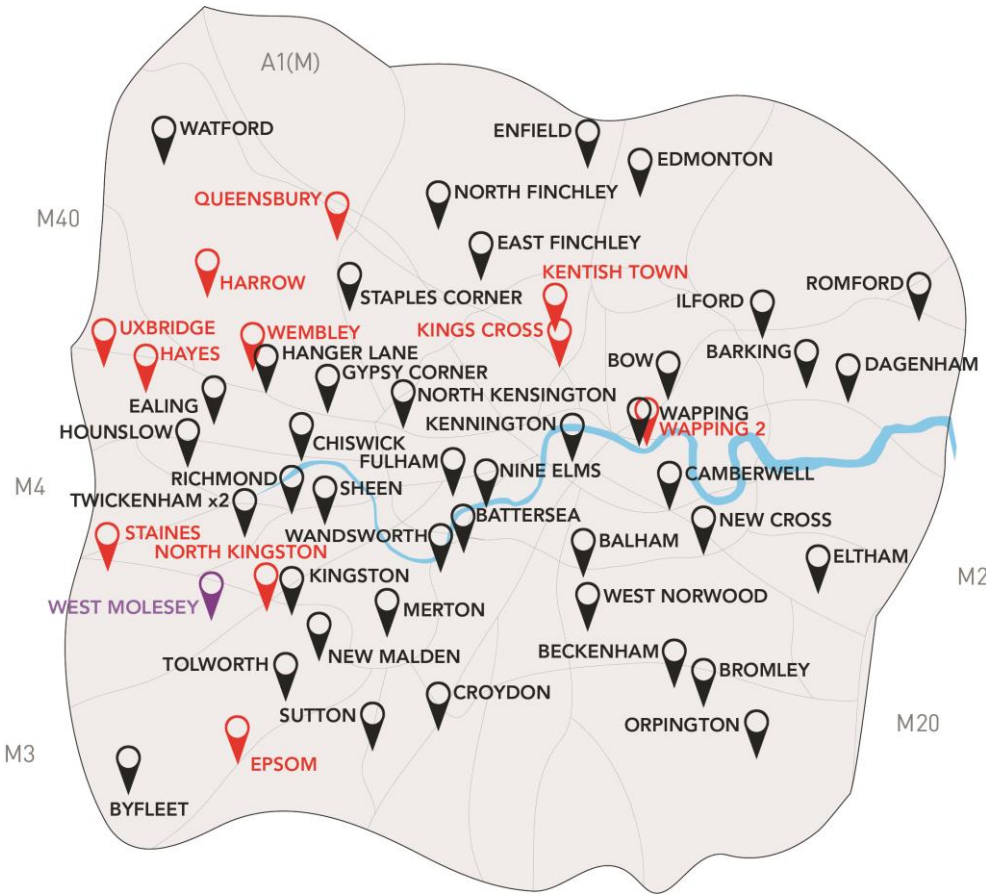 A1(M)
WATFORD
ENFIELD
EDMONTON
QUEENSBURY
NORTH FINCHLEY
M40
EAST FINCHLEY
KENTISH TOWN
HARROW
STAPLES CORNER
ILFORD
ROMFORD
UXBRIDGE
WEMBLEY
KINGS CROSS
HAYES
HANGER LANE
BOW
BARKING
DAGENHAM
GYPSY CORNER
EALING
NORTH KENSINGTON
WAPPING
HOUNSLOW
CHISWICK
KENNINGTON
WAPPING 2
FULHAM
M4
RICHMOND
SHEEN
NINE ELMS
CAMBERWELL
TWICKENHAM x2
BATTERSEA
NEW CROSS
STAINES
WANDSWORTH
BALHAM
NORTH KINGSTON
ELTHAM
M2
KINGSTON
WEST MOLESEY
MERTON
WEST NORWOOD
NEW MALDEN
BECKENHAM
TOLWORTH
BROMLEY
CROYDON
SUTTON
ORPINGTON
M20
M3
EPSOM
BYFLEET